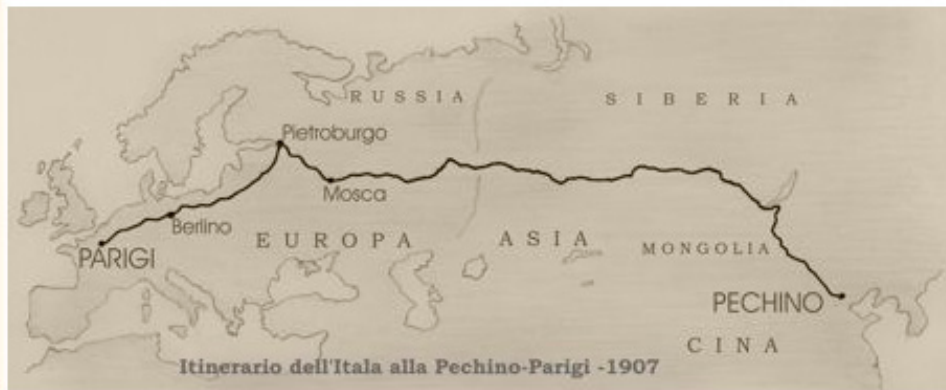 RUSSIA
SIBERIA
Pietroburgo
Mosca
Berlino
EUROPA
ASIA
MONGOLIA
PARIGI
PECHINO
CINA
Itinerario dell'Itala alla Pechino-Parigi -1907